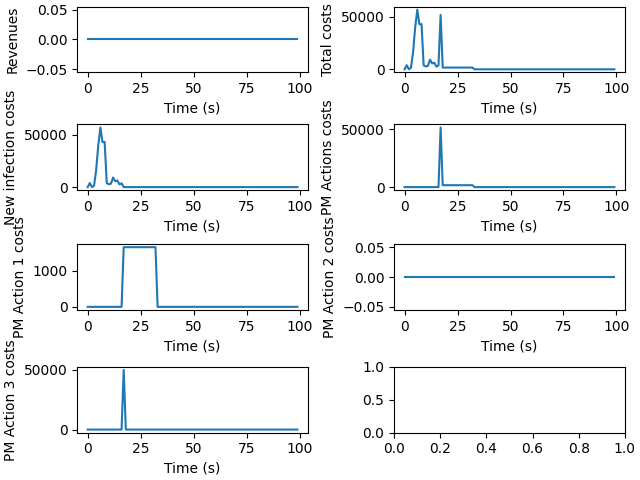 Revenues
0.05
0.00
−0.05
0 25 50 75 100
Time (s)
Total costs
50000
0
0 25 50 75 100
Time (s)
New infection costs
50000
0
0 25 50 75 100
Time (s)
PM Actions costs
50000
0
0 25 50 75 100
Time (s)
PM Action 1 costs
1000
0
0 25 50 75 100
Time (s)
PM Action 2 costs
0.05
0.00
−0.05
0 25 50 75 100
Time (s)
PM Action 3 costs
50000
0
0 25 50 75 100
Time (s)
1.0
0.5
0.0
0.0 0.2 0.4 0.6 0.8 1.0